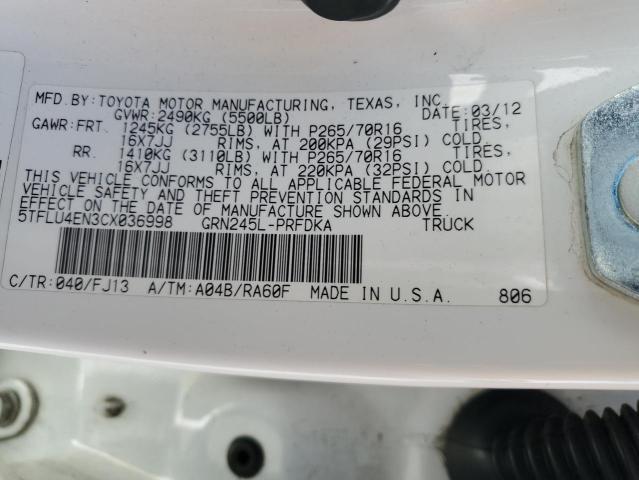 MFD.BY:TOYOTA MOTOR MANUFACTURING, TEXAS, INC.
GVWR:2490KG (5500LB) DATE:03/12
GAWR:FRT. 1245KG (2755LB) WITH P265/70R16 TIRES,
16X7JJ RIMS, AT 200KPA (29PSI) COLD
RR. 1410KG (3110LB) WITH P265/70R16 TIRES,
16X7JJ RIMS, AT 220KPA (32PSI) COLD
THIS VEHICLE CONFORMS TO ALL APPLICABLE FEDERAL MOTOR
VEHICLE SAFETY AND THEFT PREVENTION STANDARDS IN
EFFECT ON THE DATE OF MANUFACTURE SHOWN ABOVE.
5TFLU4EN3CX036998 GRN245L-PRFDKA TRUCK
C/TR:040/FJ13 A/TM:A04B/RA60F MADE IN U.S.A. 806